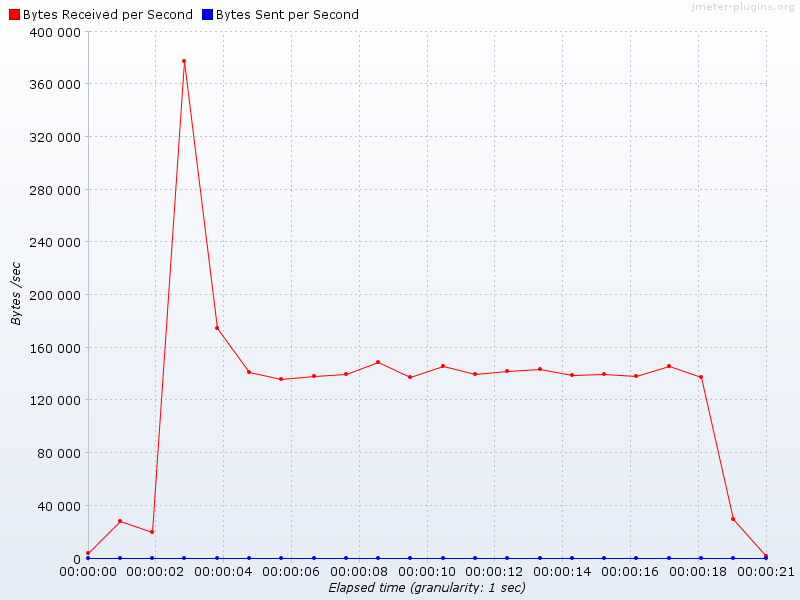 jmeter-plugins.org
Bytes Received per Second Bytes Sent per Second
400 000
360 000
320 000
280 000
240 000
200 000
160 000
120 000
80 000
40 000
0
Bytes /sec
00:00:00 00:00:02 00:00:04 00:00:06 00:00:08 00:00:10 00:00:12 00:00:14 00:00:16 00:00:18 00:00:21
Elapsed time (granularity: 1 sec)